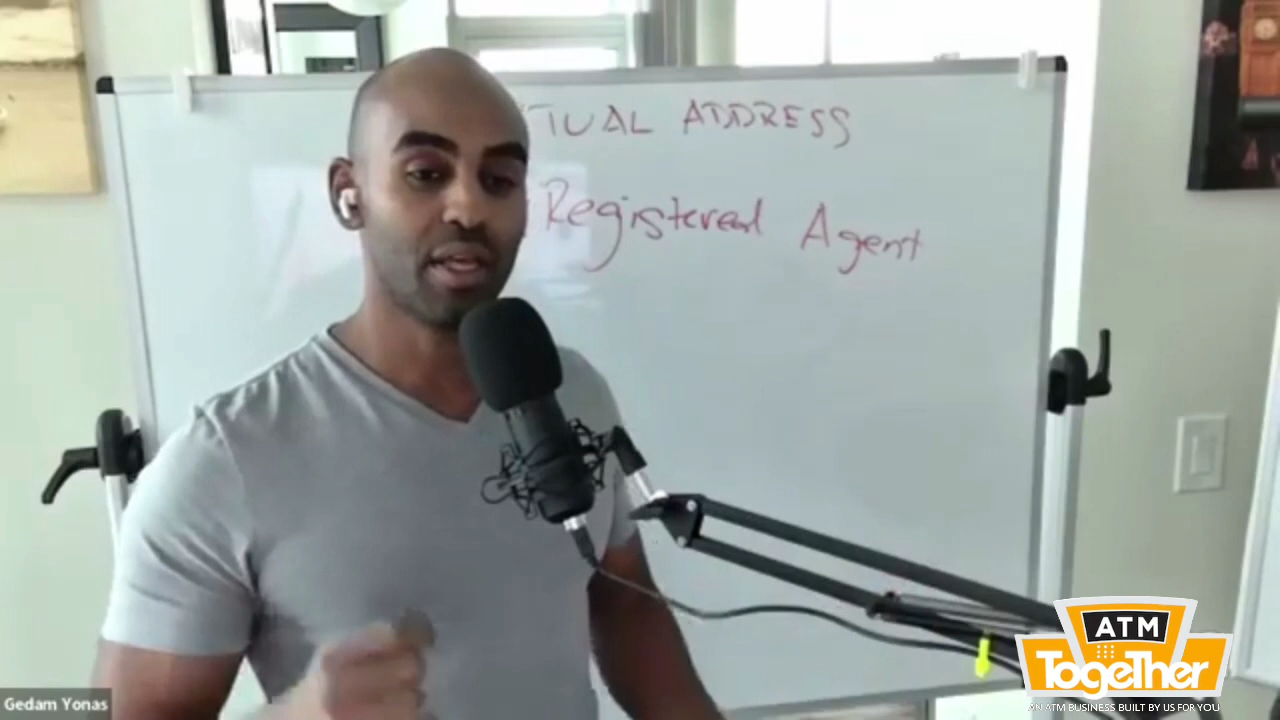 TUAL ADDRESS
Registered Agent
Gedam Yonas
ATM
TogeTher
AN ATM BUSINESS BUILT BY US FOR YOU